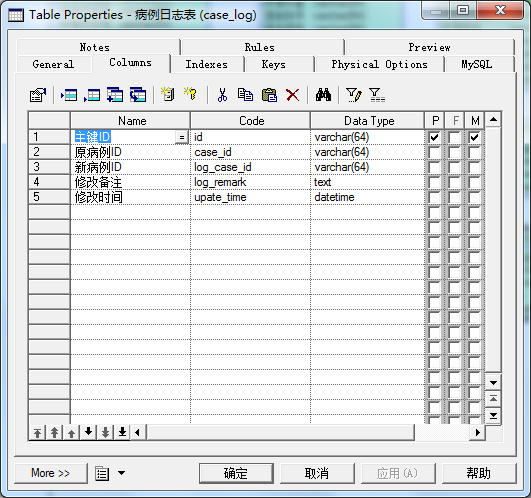 Table Properties - 病例日志表 (case_log)
Notes Rules Preview
General Columns Indexes Keys Physical Options MySQL
Name Code Data Type P F M
1 主键ID = id varchar(64)
2 原病例ID case_id varchar(64)
3 新病例ID log_case_id varchar(64)
4 修改备注 log_remark text
5 修改时间 upate_time datetime
More >> 确定 取消 应用(A) 帮助